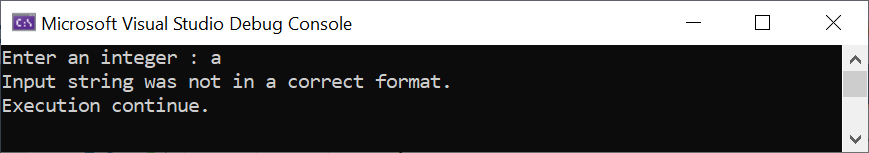 C:\ Microsoft Visual Studio Debug Console
Enter an integer : a
Input string was not in a correct format.
Execution continue.